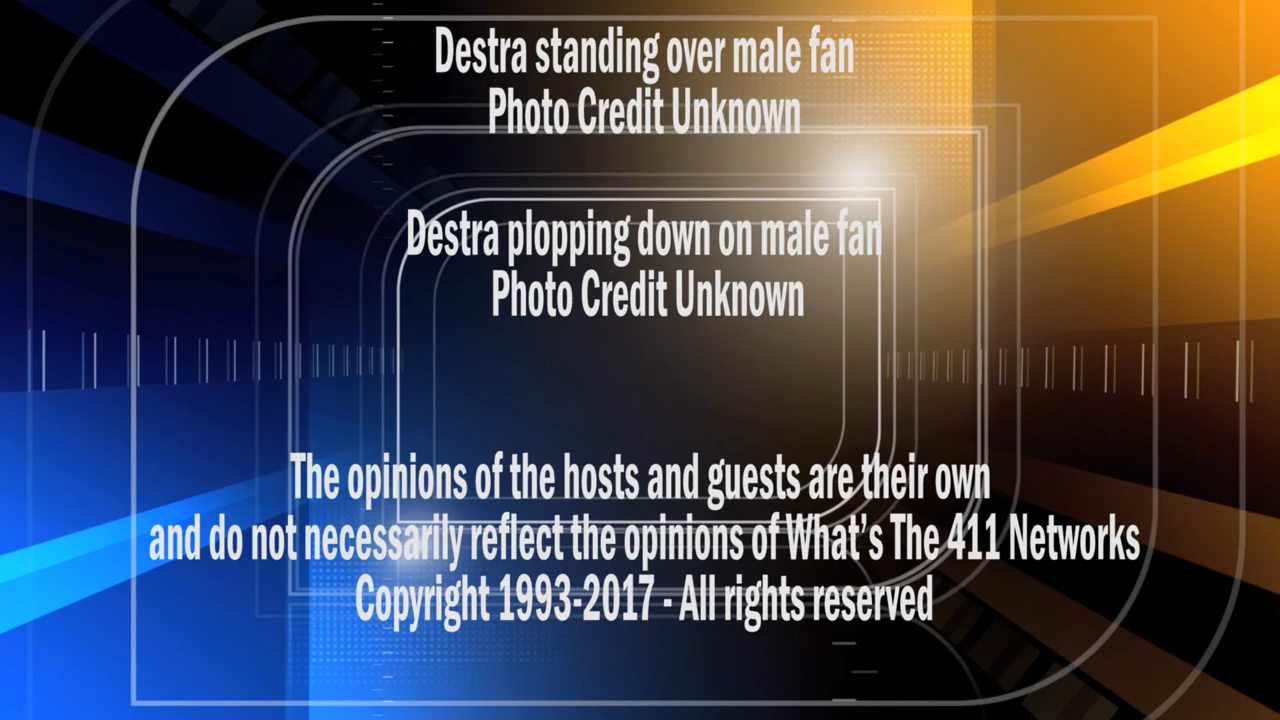 Destra standing over male fan
Photo Credit Unknown
Destra plopping down on male fan
Photo Credit Unknown
The opinions of the hosts and guests are their own
and do not necessarily reflect the opinions of What's The 411 Networks
Copyright 1993-2017 - All rights reserved